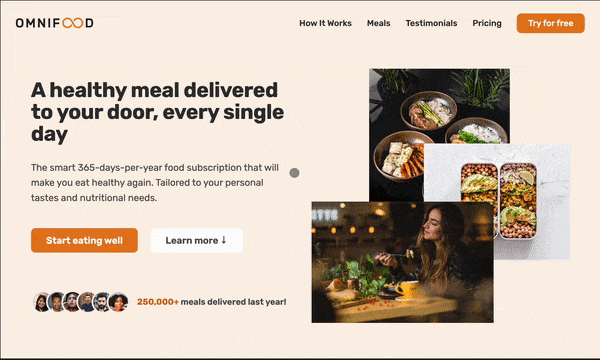 OMNIFOOD
How It Works
Meals
Testimonials
Pricing
Try for free
A healthy meal delivered
to your door, every single
day
The smart 365-days-per-year food subscription that will
make you eat healthy again. Tailored to your personal
tastes and nutritional needs.
Start eating well
Learn more ↓
250,000+ meals delivered last year!